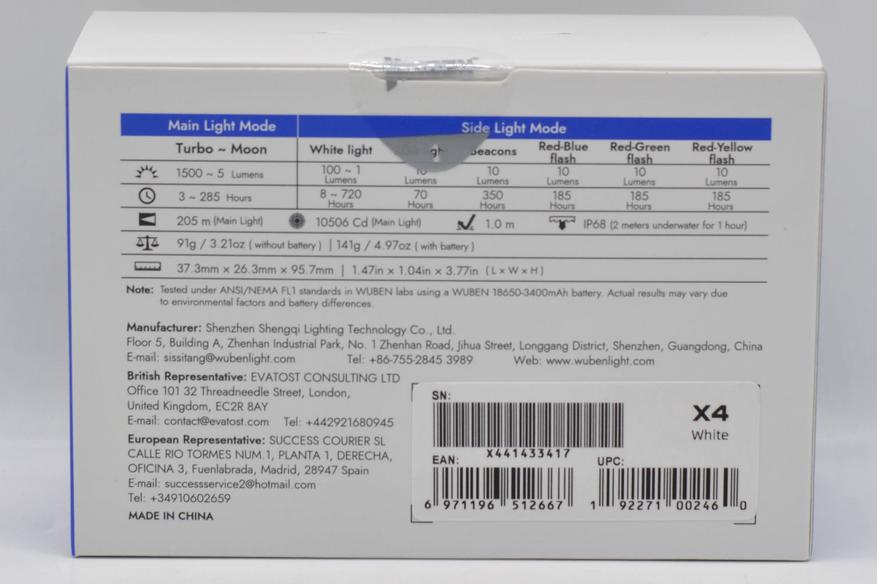 Main Light Mode Side Light Mode
Turbo ~ Moon White light Beacons Red-Blue flash Red-Green flash Red-Yellow flash
1500 ~ 5 Lumens 100 ~ 1 Lumens 10 Lumens 10 Lumens 10 Lumens 10 Lumens 10 Lumens
3 ~ 285 Hours 8 ~ 720 Hours 70 Hours 350 Hours 185 Hours 185 Hours 185 Hours
205 m (Main Light) 10506 Cd (Main Light) 1.0 m IP68 (2 meters underwater for 1 hour)
91g / 3.21oz ( without battery ) | 141g / 4.97oz ( with battery )
37.3mm × 26.3mm × 95.7mm | 1.47in × 1.04in × 3.77in ( L × W × H )
Note: Tested under ANSI/NEMA FL1 standards in WUBEN labs using a WUBEN 18650-3400mAh battery. Actual results may vary due
to environmental factors and battery differences.
Manufacturer: Shenzhen Shengqi Lighting Technology Co., Ltd.
Floor 5, Building A, Zhenhan Industrial Park, No. 1 Zhenhan Road, Jihua Street, Longgang District, Shenzhen, Guangdong, China
E-mail: sissitang@wubenlight.com Tel: +86-755-2845 3989 Web: www.wubenlight.com
British Representative: EVATOST CONSULTING LTD
Office 101 32 Threadneedle Street, London,
United Kingdom, EC2R 8AY
E-mail: contact@evatost.com Tel: +442921680945
European Representative: SUCCESS COURIER SL
CALLE RIO TORMES NUM.1, PLANTA 1, DERECHA,
OFICINA 3, Fuenlabrada, Madrid, 28947 Spain
E-mail: successservice2@hotmail.com
Tel: +34910602659
MADE IN CHINA
SN:
X441433417
X4
White
EAN:
6 971196 512667
UPC:
1 92271 00246 0